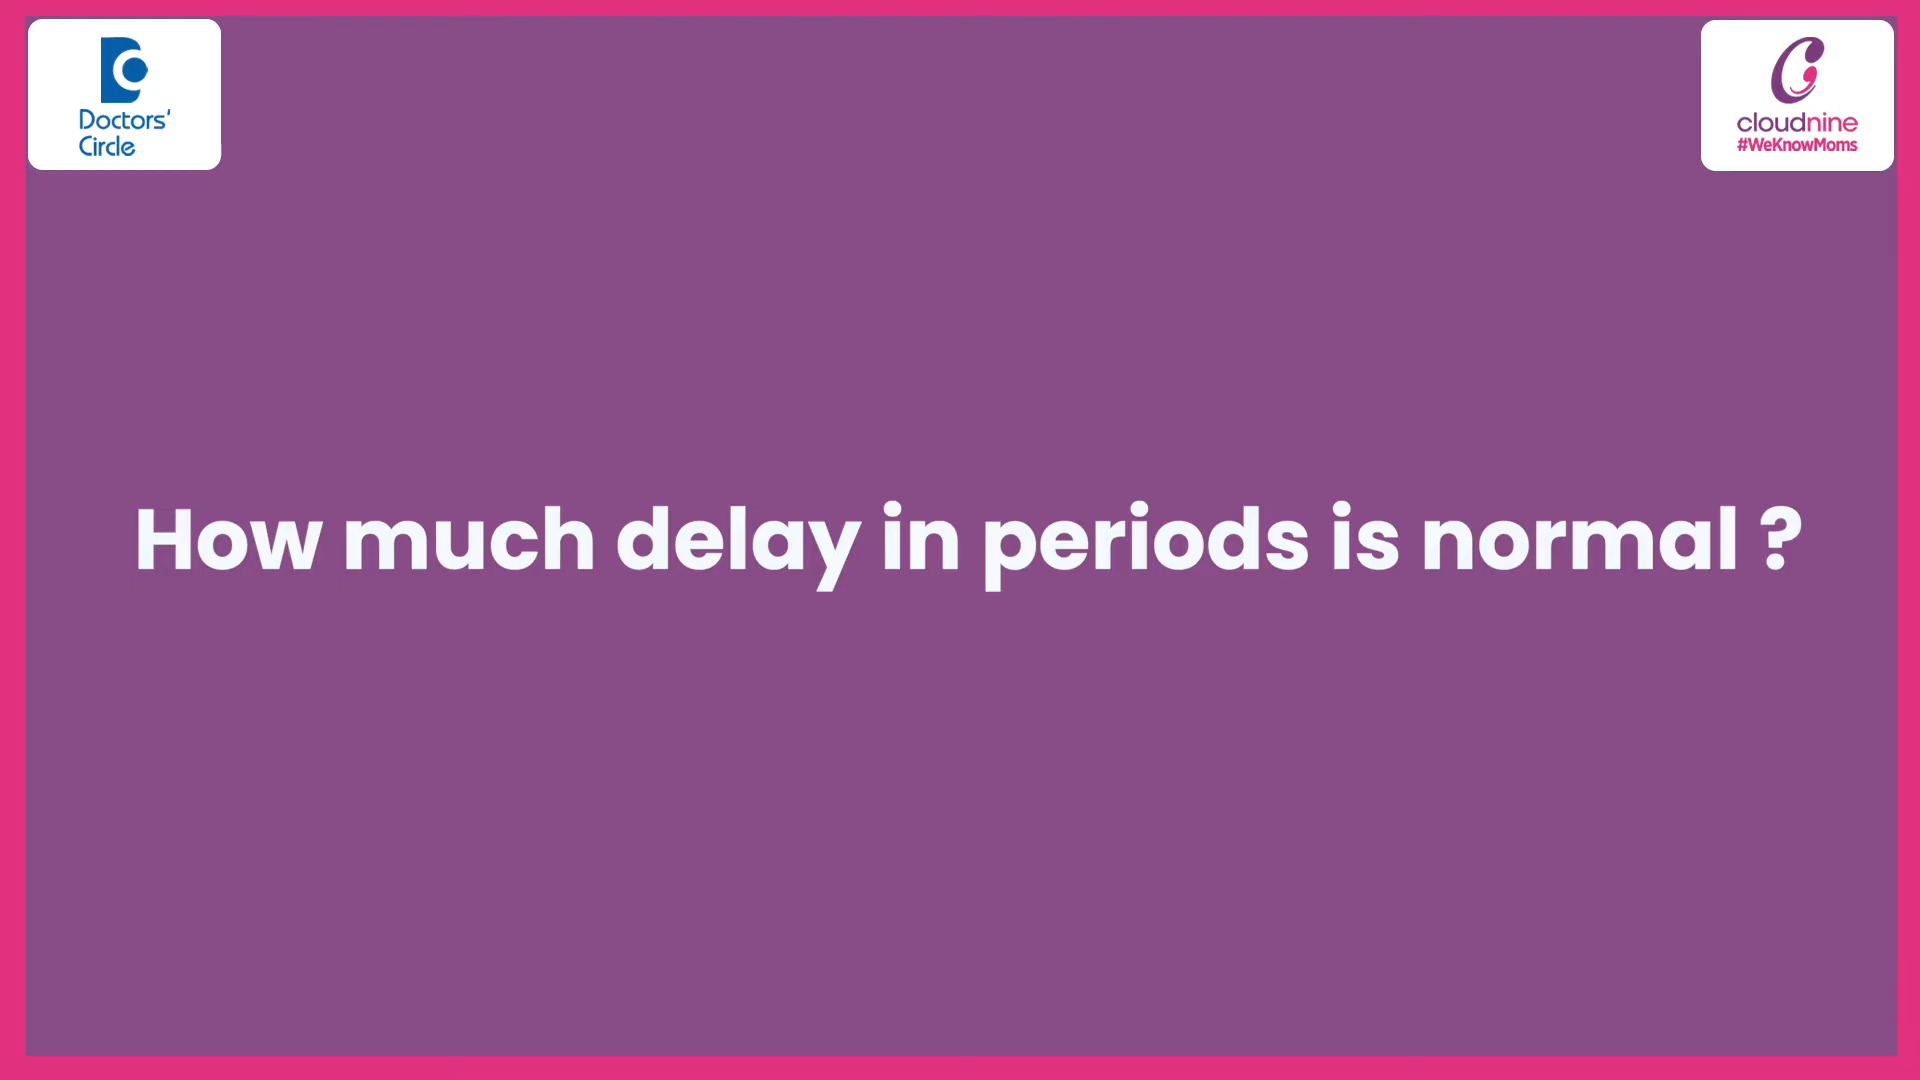 Doctors'
Circle
cloudnine
#WeKnowMoms
How much delay in periods is normal ?